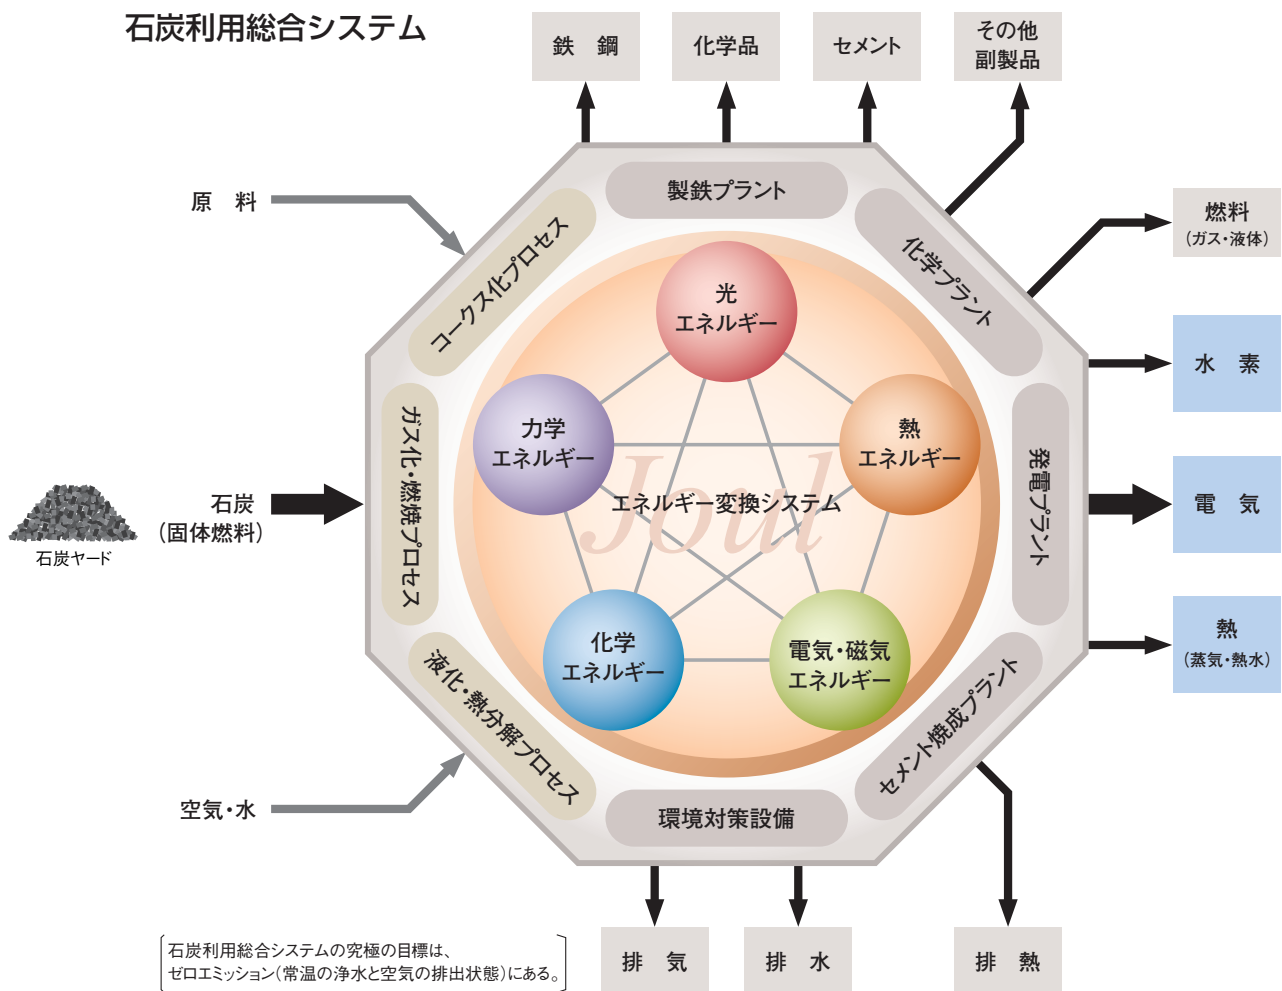 石炭利用総合システム
鉄　鋼
化学品
セメント
その他
副製品
原　料
製鉄プラント
コークス化プロセス
化学プラント
燃料
(ガス・液体)
光
エネルギー
水　素
力学
エネルギー
熱
エネルギー
ガス化・燃焼プロセス
発電プラント
Joul
エネルギー変換システム
石炭
(固体燃料)
石炭ヤード
電　気
熱
(蒸気・熱水)
化学
エネルギー
電気・磁気
エネルギー
液化・熱分解プロセス
セメント焼成プラント
空気・水
環境対策設備
排　気
排　水
排　熱
石炭利用総合システムの究極の目標は、
ゼロエミッション(常温の浄水と空気の排出状態)にある。